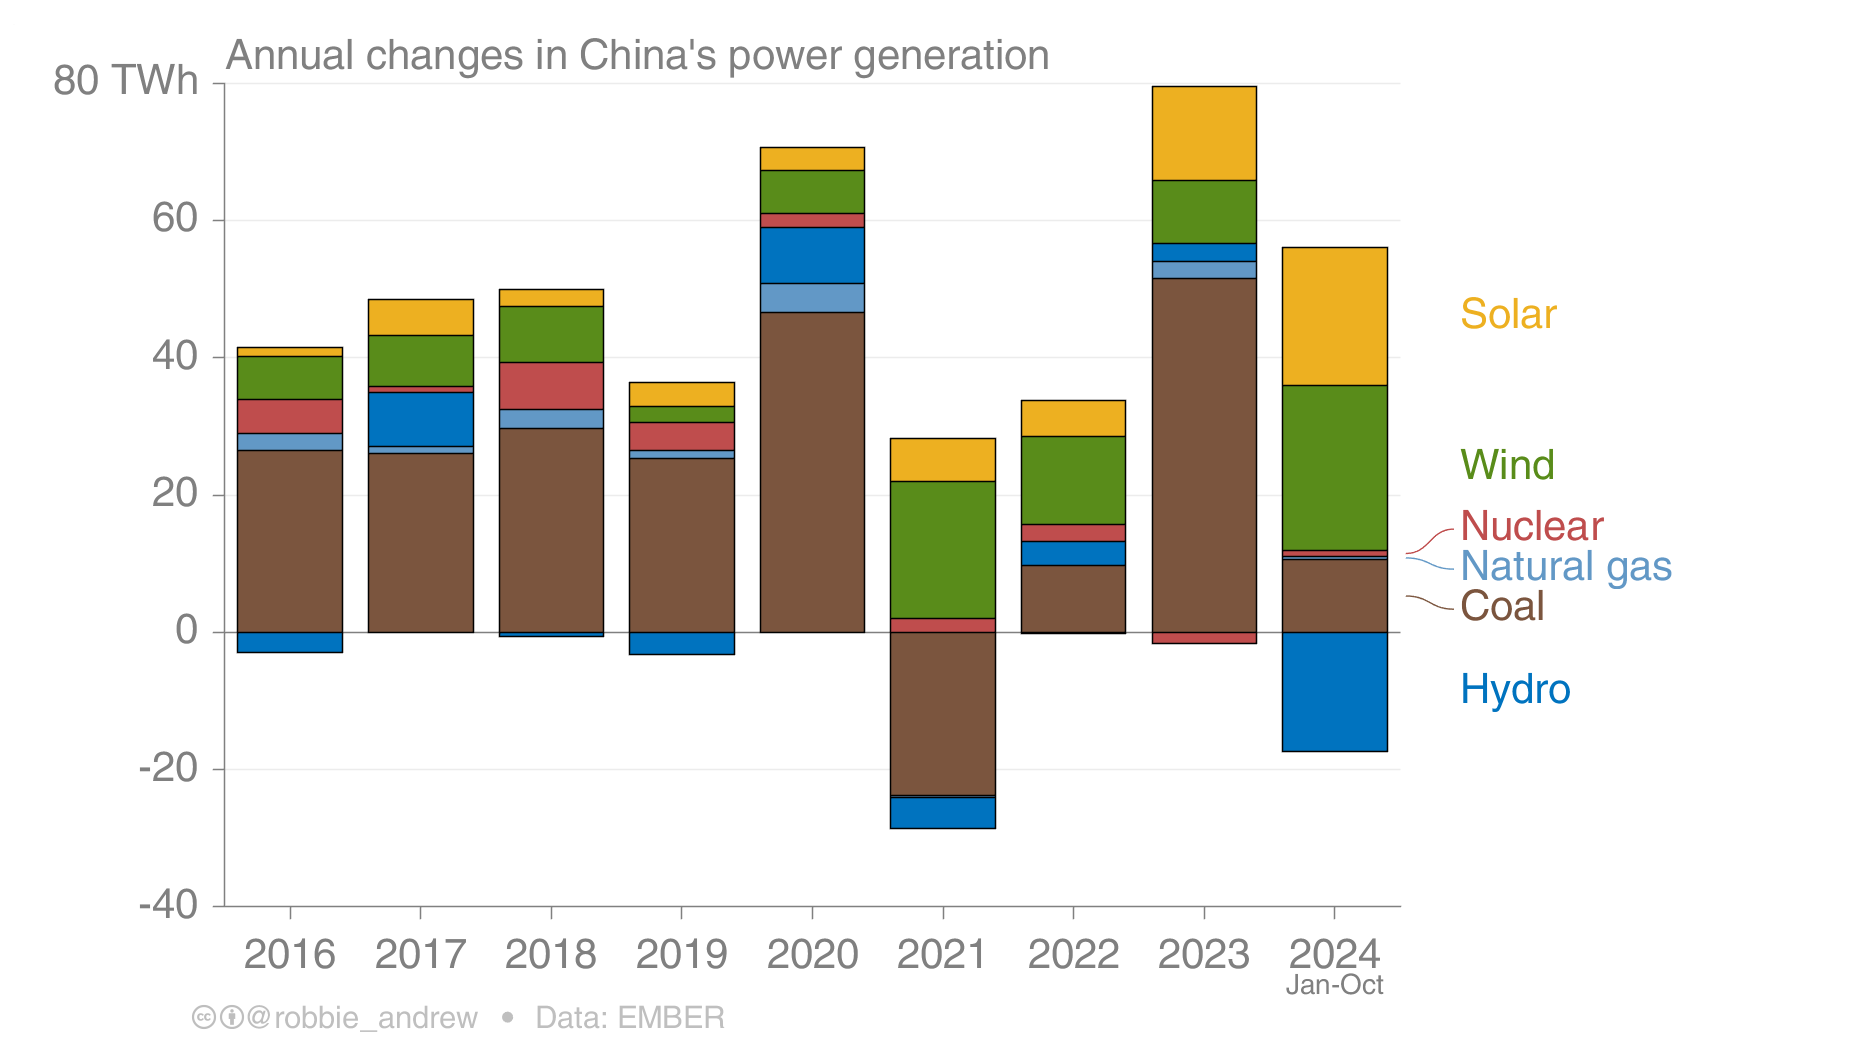 Annual changes in China's power generation
80 TWh
60
40
20
0
-20
-40
Solar
Wind
Nuclear
Natural gas
Coal
Hydro
2016 2017 2018 2019 2020 2021 2022 2023 2024
Jan-Oct
cc @robbie_andrew • Data: EMBER